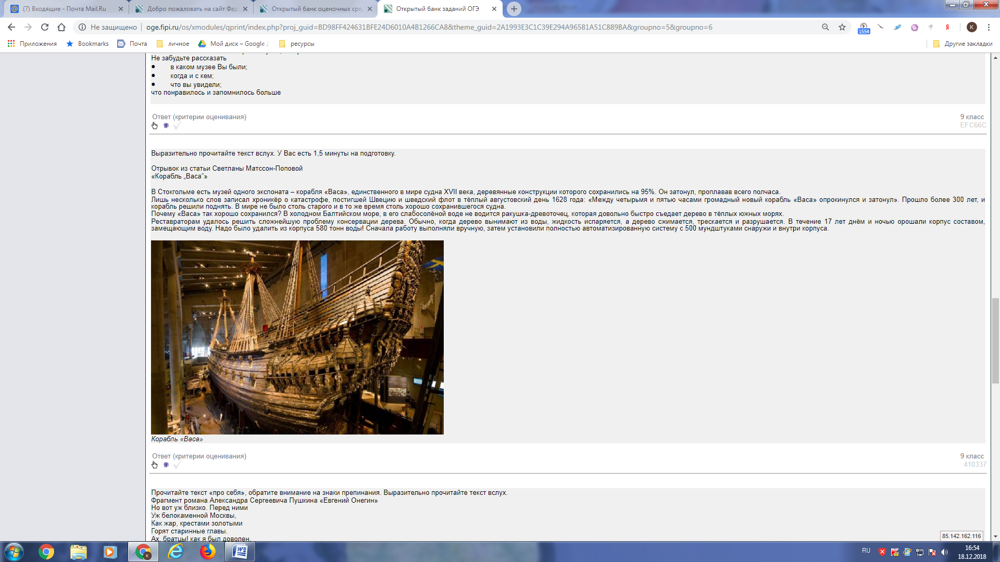 (7) Входящие - Почта Mail.Ru
Добро пожаловать на сайт Фед
Открытый банк оценочных сре
Открытый банк заданий ОГЭ
Не защищено
oge.fipi.ru/os/xmodules/qprint/index.php?proj_guid=BD98FF424631BFE24D6010A4B1266CA8&theme_guid=2A1993E3C1C39E294A96581A51C889BA&groupno=5&groupno=6
1554
Я
K
Приложения
Bookmarks
Почта
личное
Мой диск – Google
ресурсы
Другие закладки
Не забудьте рассказать
● в каком музее Вы были;
● когда и с кем;
● что вы увидели;
что понравилось и запомнилось больше
Ответ (критерии оценивания)
9 класс
EFC66C
Выразительно прочитайте текст вслух. У Вас есть 1,5 минуты на подготовку.
Отрывок из статьи Светланы Матссон-Поповой
«Корабль „Васа”»
В Стокгольме есть музей одного экспоната – корабля «Васа», единственного в мире судна XVII века, деревянные конструкции которого сохранились на 95%. Он затонул, проплавав всего полчаса.
Лишь несколько слов записал хроникёр о катастрофе, постигшей Швецию и шведский флот в тёплый августовский день 1628 года: «Между четырьмя и пятью часами громадный новый корабль «Васа» опрокинулся и затонул». Прошло более 300 лет, и
корабль решили поднять. В мире не было столь старого и в то же время столь хорошо сохранившегося судна.
Почему «Васа» так хорошо сохранился? В холодном Балтийском море, в его слабосолёной воде не водится ракушка-древоточец, которая довольно быстро съедает дерево в тёплых южных морях.
Реставраторам удалось решить сложнейшую проблему консервации дерева. Обычно, когда дерево вынимают из воды, жидкость испаряется, а дерево сжимается, трескается и разрушается. В течение 17 лет днём и ночью орошали корпус составом,
замещающим воду. Надо было удалить из корпуса 580 тонн воды! Сначала работу выполняли вручную, затем установили полностью автоматизированную систему с 500 мундштуками снаружи и внутри корпуса.
Корабль «Васа»
Ответ (критерии оценивания)
9 класс
410337
Прочитайте текст «про себя», обратите внимание на знаки препинания. Выразительно прочитайте текст вслух.
Фрагмент романа Александра Сергеевича Пушкина «Евгений Онегин»
Но вот уж близко. Перед ними
Уж белокаменной Москвы,
Как жар, крестами золотыми
Горят старинные главы.
Ах, братцы! как я был доволен,
85.142.162.116
K
RU
16:54
18.12.2018